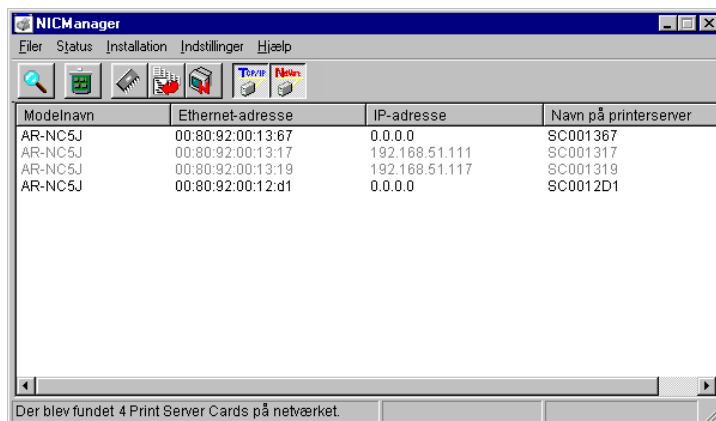 NICManager
Filer Status Installation Indstillinger Hjælp
TCP/IP NetWare
Modelnavn Ethernet-adresse IP-adresse Navn på printerserver
AR-NC5J 00:80:92:00:13:67 0.0.0.0 SC001367
AR-NC5J 00:80:92:00:13:17 192.168.51.111 SC001317
AR-NC5J 00:80:92:00:13:19 192.168.51.117 SC001319
AR-NC5J 00:80:92:00:12:d1 0.0.0.0 SC0012D1
Der blev fundet 4 Print Server Cards på netværket.